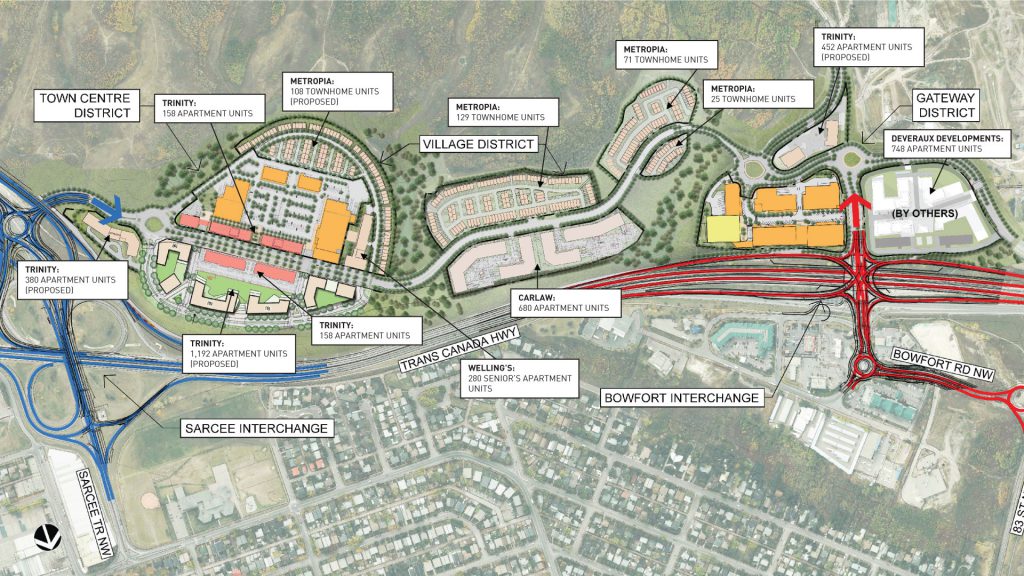 TRINITY:
452 APARTMENT UNITS
(PROPOSED)
METROPIA:
71 TOWNHOME UNITS
METROPIA:
108 TOWNHOME UNITS
(PROPOSED)
METROPIA:
25 TOWNHOME UNITS
TOWN CENTRE
DISTRICT
TRINITY:
158 APARTMENT UNITS
METROPIA:
129 TOWNHOME UNITS
GATEWAY
DISTRICT
VILLAGE DISTRICT
DEVERAUX DEVELOPMENTS:
748 APARTMENT UNITS
(BY OTHERS)
TRINITY:
380 APARTMENT UNITS
(PROPOSED)
CARLAW:
680 APARTMENT UNITS
TRINITY:
158 APARTMENT UNITS
TRINITY:
1,192 APARTMENT UNITS
(PROPOSED)
TRANS CANADA HWY
WELLING'S:
280 SENIOR'S APARTMENT
UNITS
BOWFORT RD NW
BOWFORT INTERCHANGE
SARCEE INTERCHANGE
SARCEE TR NW
83 ST